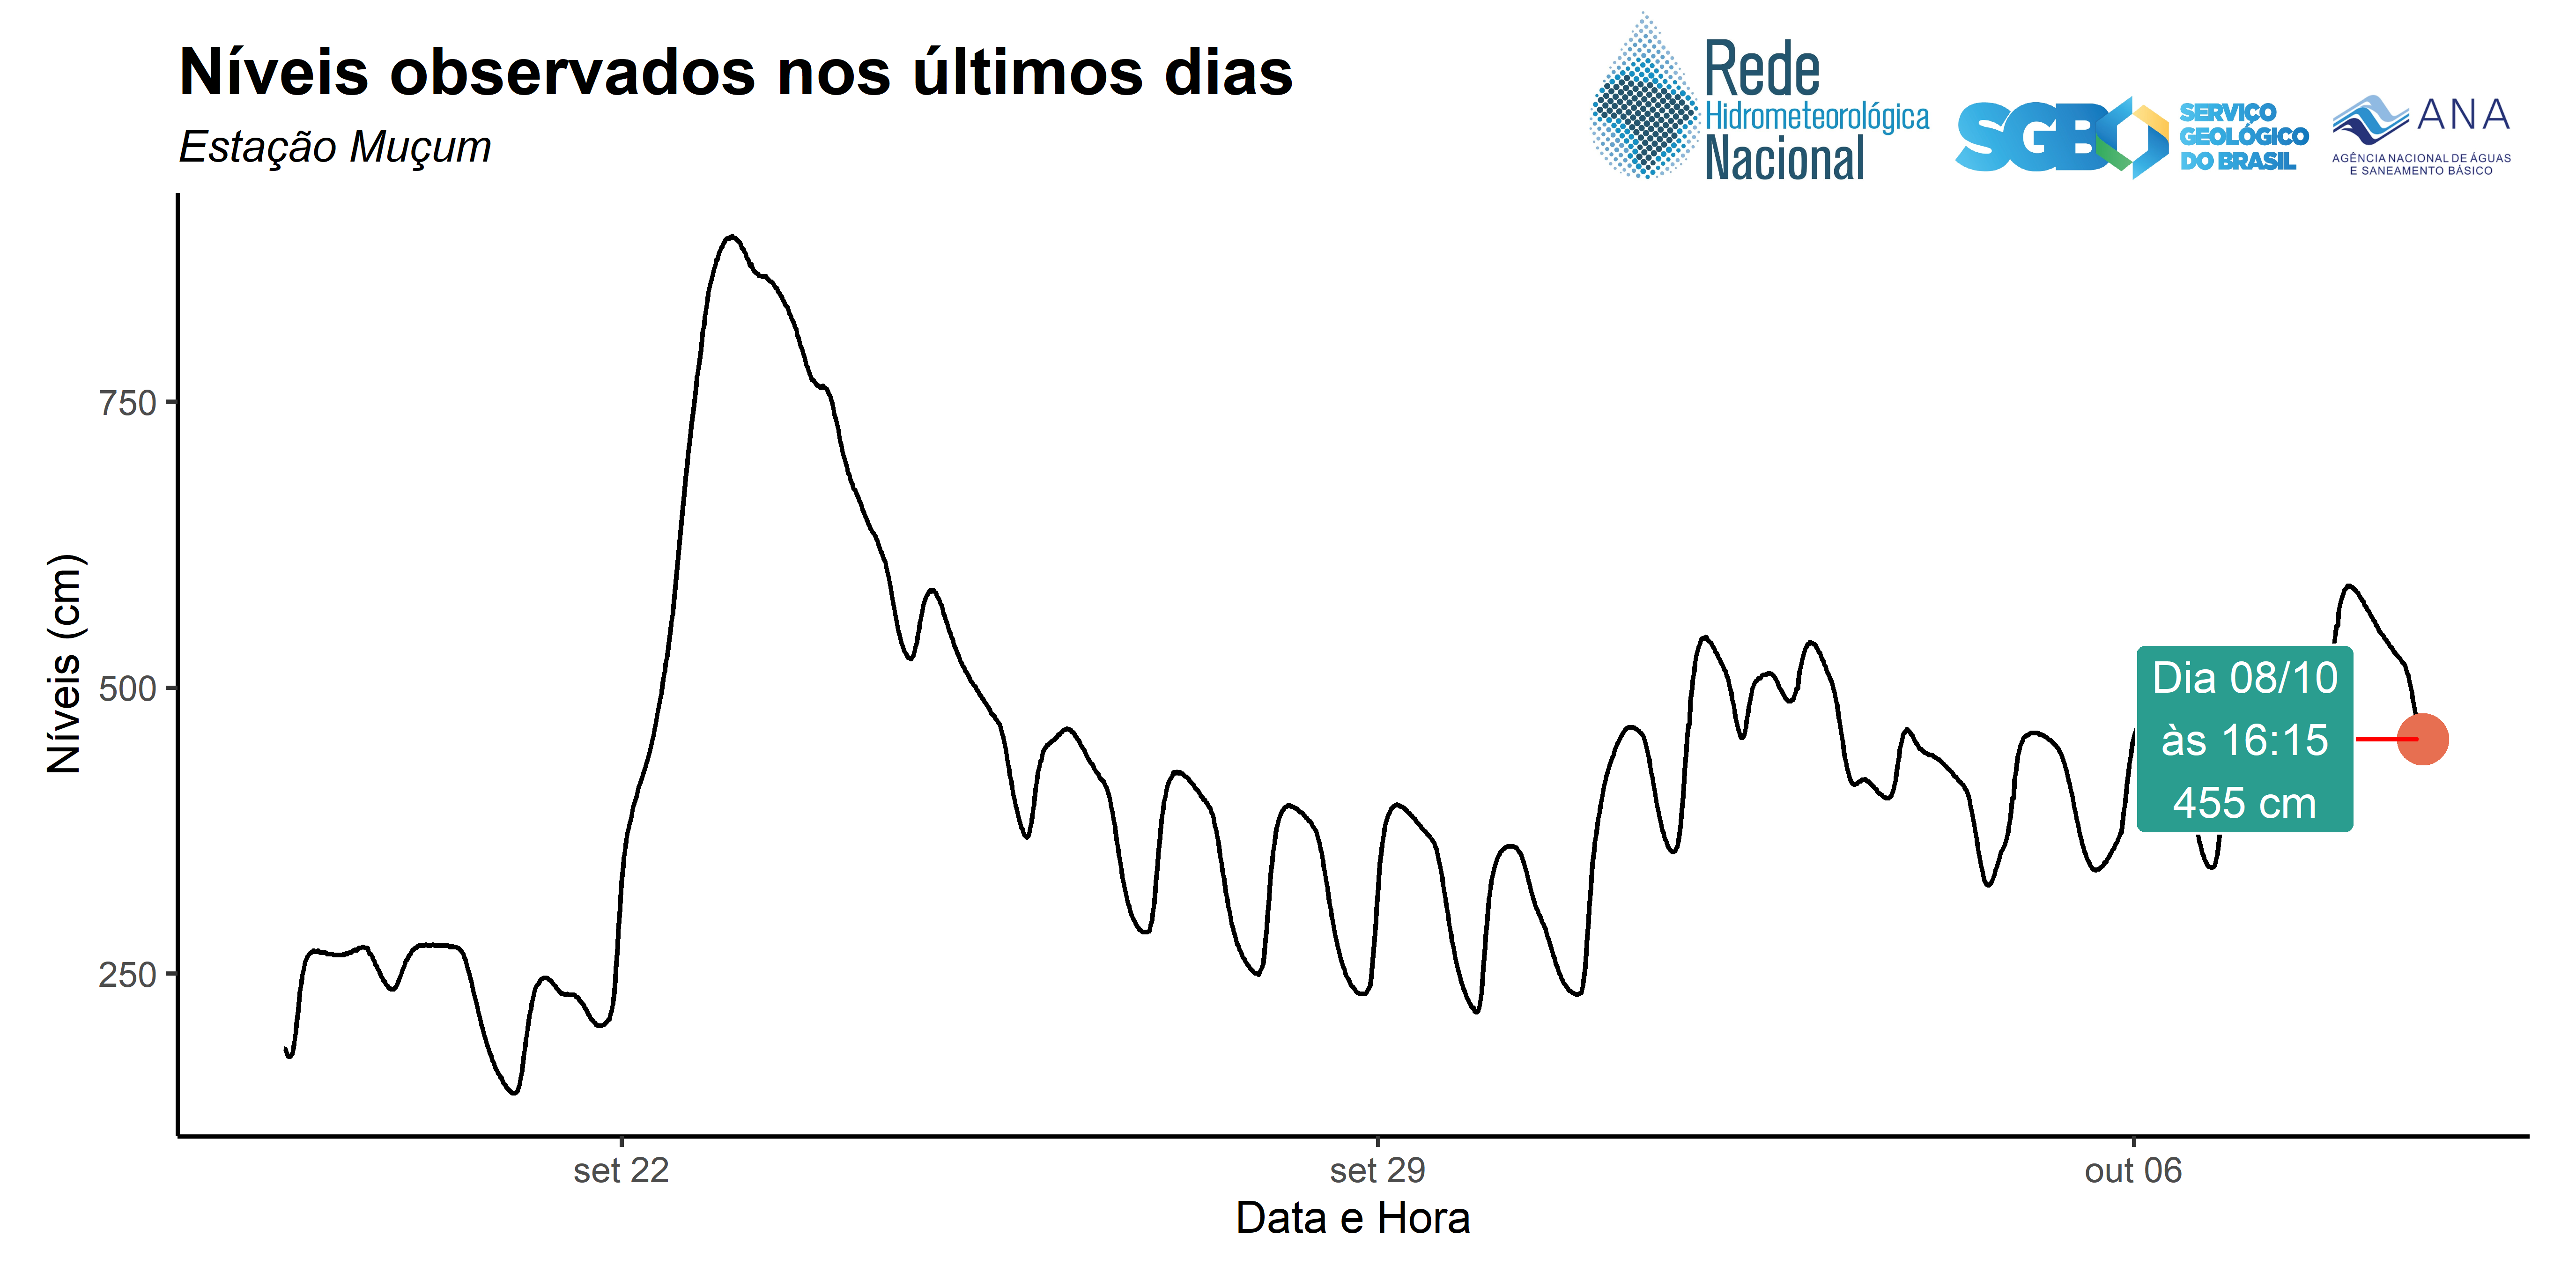 Níveis observados nos últimos dias
Estação Muçum
Rede
Hidrometeorológica
Nacional
SGB
SERVIÇO
GEOLÓGICO
DO BRASIL
ANA
AGÊNCIA NACIONAL DE ÁGUAS
E SANEAMENTO BÁSICO
Níveis (cm)
750
500
250
Dia 08/10
às 16:15
455 cm
set 22
set 29
out 06
Data e Hora